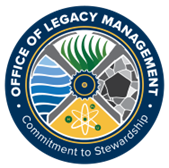 • OFFICE OF LEGACY MANAGEMENT •
Commitment to Stewardship